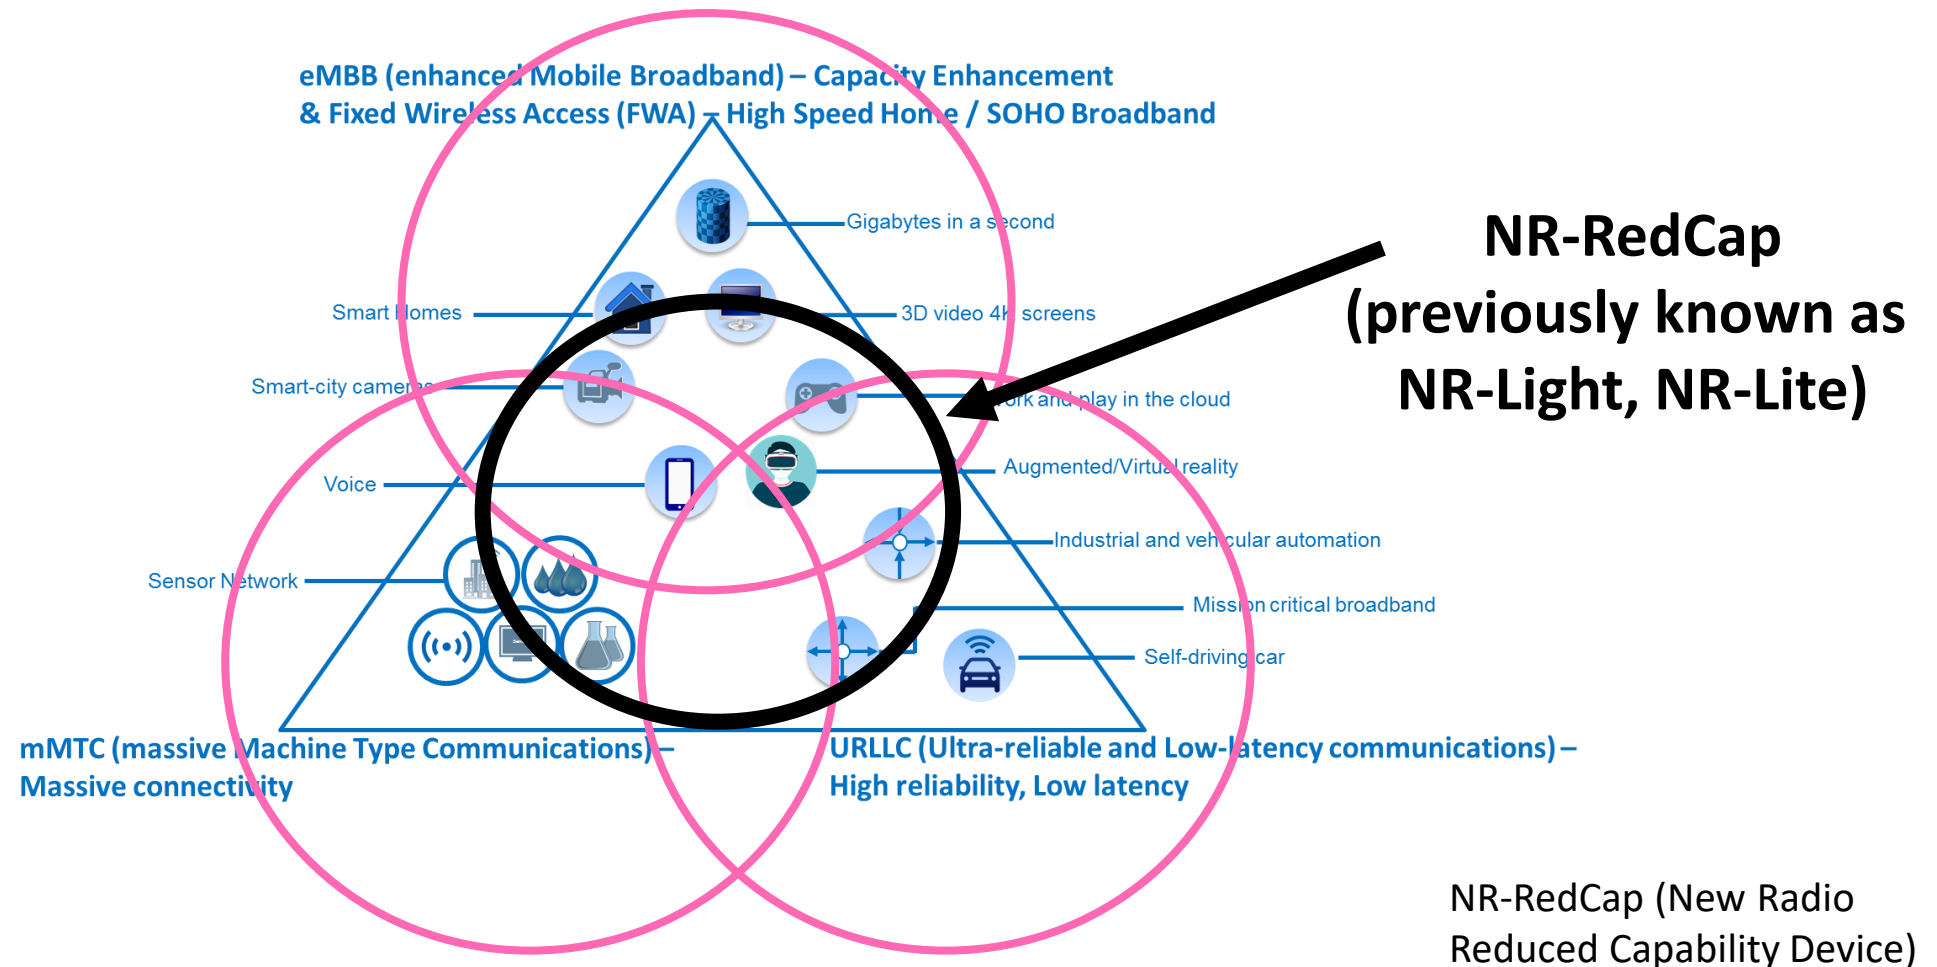 eMBB (enhanced Mobile Broadband) – Capacity Enhancement
& Fixed Wireless Access (FWA) – High Speed Home / SOHO Broadband
Gigabytes in a second
Smart Homes
3D video 4K screens
Smart-city cameras
Work and play in the cloud
Voice
Augmented/Virtual reality
Industrial and vehicular automation
Sensor Network
Mission critical broadband
Self-driving car
mMTC (massive Machine Type Communications) –
Massive connectivity
URLLC (Ultra-reliable and Low-latency communications) –
High reliability, Low latency
NR-RedCap
(previously known as
NR-Light, NR-Lite)
NR-RedCap (New Radio
Reduced Capability Device)